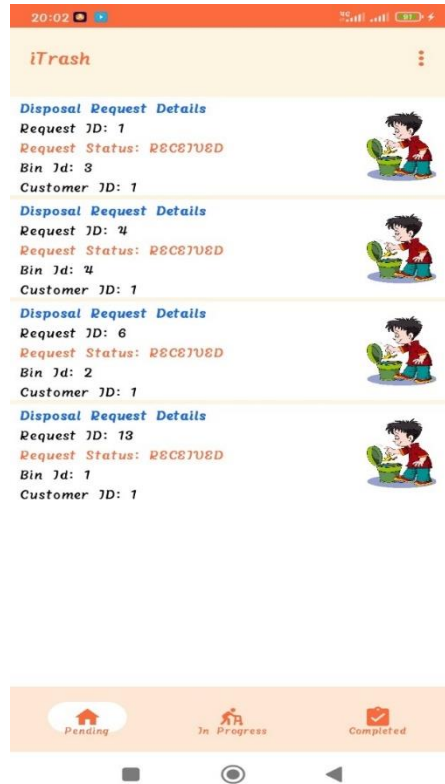 20:02
iTrash
Disposal Request Details
Request ID: 1
Request Status: RECEIVED
Bin Id: 3
Customer ID: 1
Disposal Request Details
Request ID: 4
Request Status: RECEIVED
Bin Id: 4
Customer ID: 1
Disposal Request Details
Request ID: 6
Request Status: RECEIVED
Bin Id: 2
Customer ID: 1
Disposal Request Details
Request ID: 13
Request Status: RECEIVED
Bin Id: 1
Customer ID: 1
Pending In Progress Completed